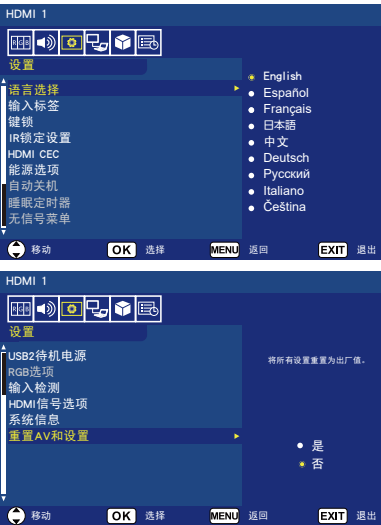 HDMI 1
RGB
设置
语言选择
输入标签
键锁
IR锁定设置
HDMI CEC
能源选项
自动关机
睡眠定时器
无信号菜单
English
Español
Français
日本語
中文
Deutsch
Русский
Italiano
Čeština
移动 OK 选择 MENU 返回 EXIT 退出
HDMI 1
RGB
设置
USB2待机电源
RGB选项
输入检测
HDMI信号选项
系统信息
重置AV和设置
将所有设置重置为出厂值。
是
否
移动 OK 选择 MENU 返回 EXIT 退出